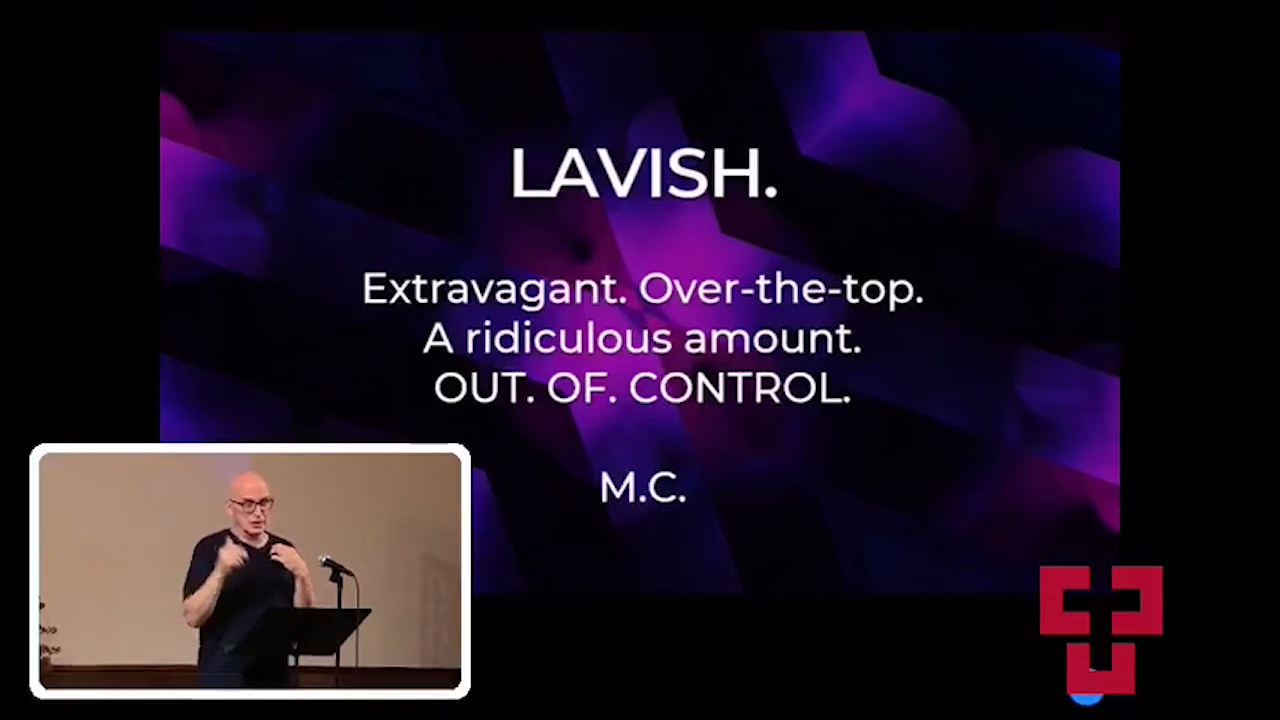 LAVISH.
Extravagant. Over-the-top.
A ridiculous amount.
OUT. OF. CONTROL.
M.C.